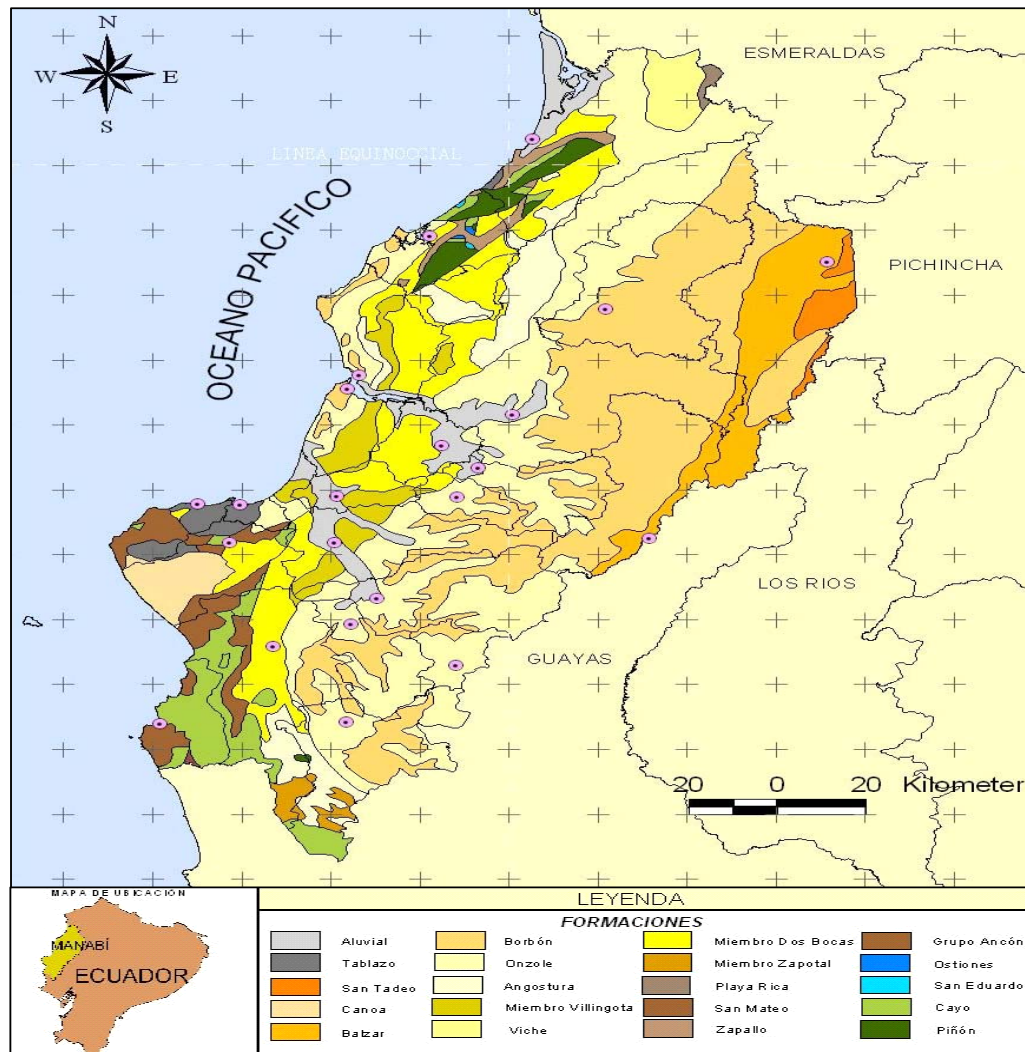 N
W E
S
ESMERALDAS
LINEA EQUINOCCIAL
OCEANO PACIFICO
PICHINCHA
LOS RIOS
GUAYAS
20 0 20 Kilometer
MAPA DE UBICACIÓN
MANABÍ
ECUADOR
LEYENDA
FORMACIONES
Aluvial
Tablazo
San Tadeo
Canoa
Balzar
Borbón
Onzole
Angostura
Miembro Villingota
Viche
Miembro Dos Bocas
Miembro Zapotal
Playa Rica
San Mateo
Zapallo
Grupo Ancón
Ostiones
San Eduardo
Cayo
Piñón